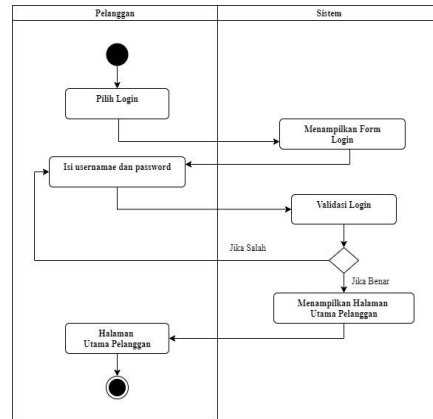 Pelanggan
Sistem
Pilih Login
Menampilkan Form
Login
Isi usernamae dan password
Validasi Login
Jika Salah
Jika Benar
Menampilkan Halaman
Utama Pelanggan
Halaman
Utama Pelanggan